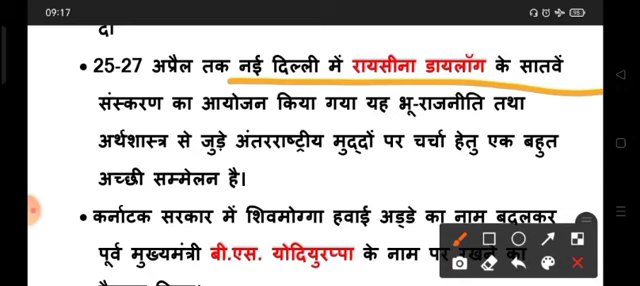 09:17
95
दी।
• 25-27 अप्रैल तक नई दिल्ली में रायसीना डायलॉग के सातवें
संस्करण का आयोजन किया गया यह भू-राजनीति तथा
अर्थशास्त्र से जुड़े अंतरराष्ट्रीय मुद्दों पर चर्चा हेतु एक बहुत
अच्छी सम्मेलन है।
• कर्नाटक सरकार में शिवमोग्गा हवाई अड्डे का नाम बदलकर
पूर्व मुख्यमंत्री बी.एस. योदियुरप्पा के नाम पर रखने का